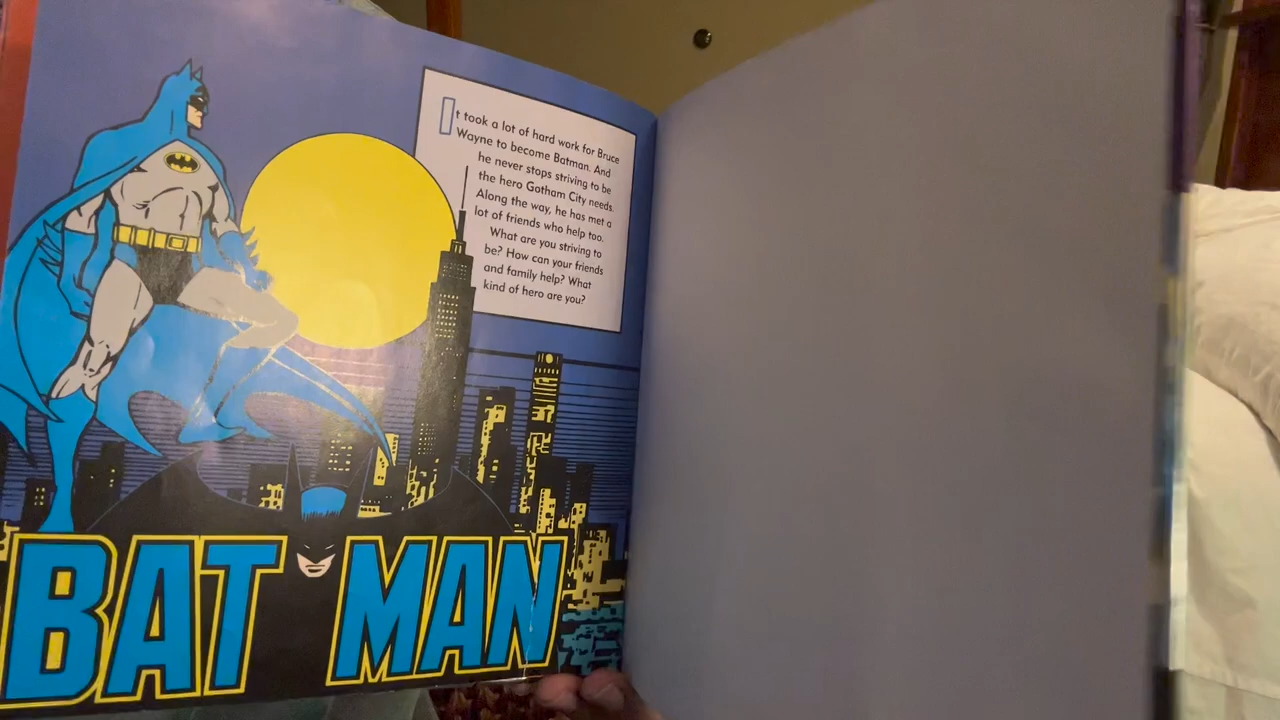 It took a lot of hard work for Bruce
Wayne to become Batman. And
he never stops striving to be
the hero Gotham City needs.
Along the way, he has met a
lot of friends who help too.
What are you striving to
be? How can your friends
and family help? What
kind of hero are you?
BATMAN